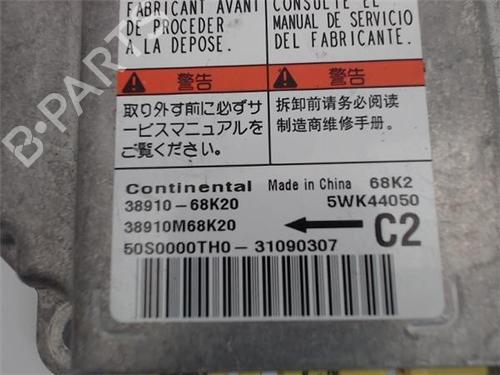 FABRICANT AVANT
DE PROCEDER
A LA DEPOSE.
CONSULTE EL
MANUAL DE SERVICIO
DEL FABRICANTE.
警告
警告
取り外す前に必ずサ
ービスマニュアルを
ご覧ください。
拆卸前请务必阅读
制造商维修手册。
Continental Made in China 68K2
38910-68K20 5WK44050
38910M68K20 C2
50S0000TH0-31090307
B-PARTS